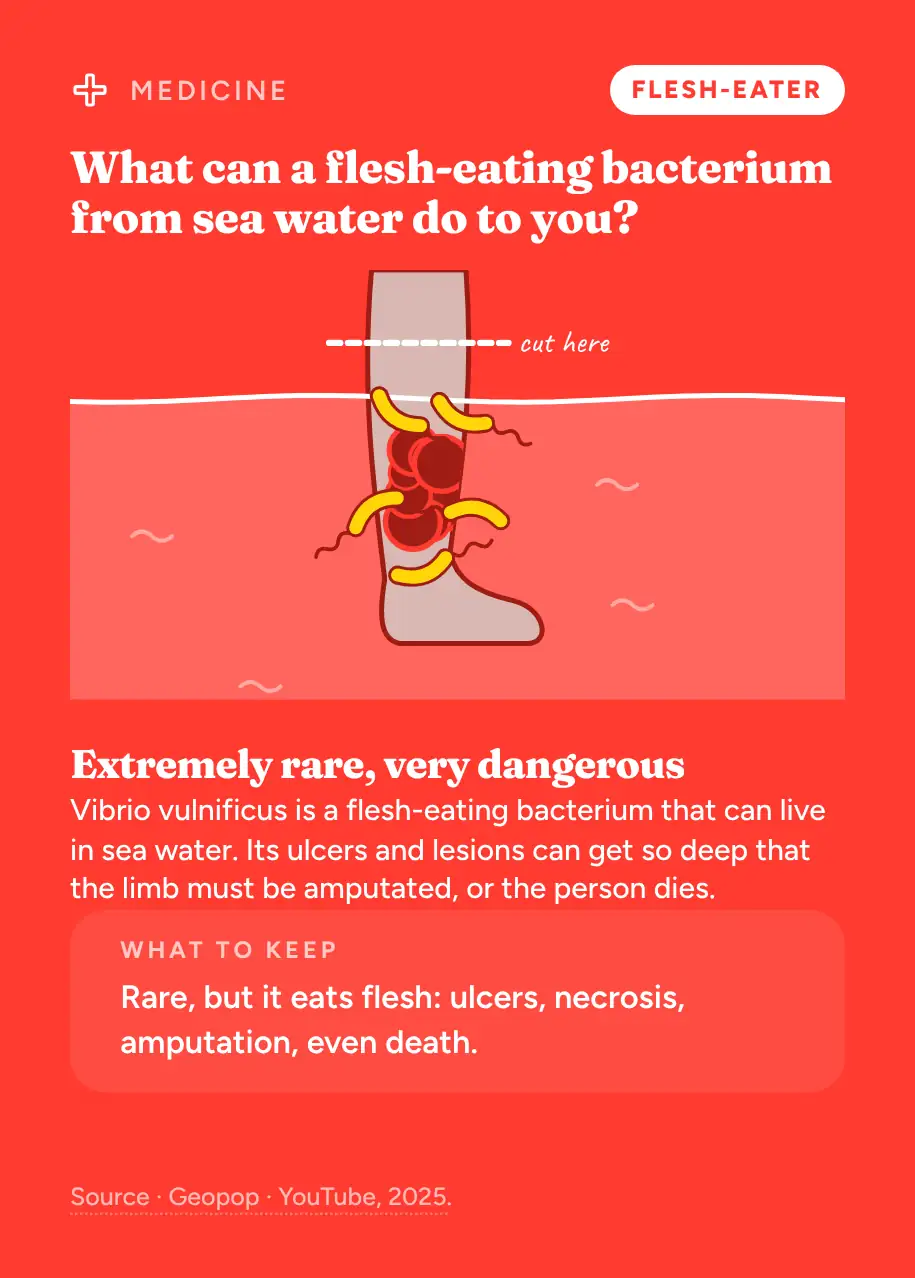 MEDICINE
FLESH-EATER
What can a flesh-eating bacterium
from sea water do to you?
cut here
Extremely rare, very dangerous
Vibrio vulnificus is a flesh-eating bacterium that can live
in sea water. Its ulcers and lesions can get so deep that
the limb must be amputated, or the person dies.
WHAT TO KEEP
Rare, but it eats flesh: ulcers, necrosis,
amputation, even death.
Source · Geopop · YouTube, 2025.